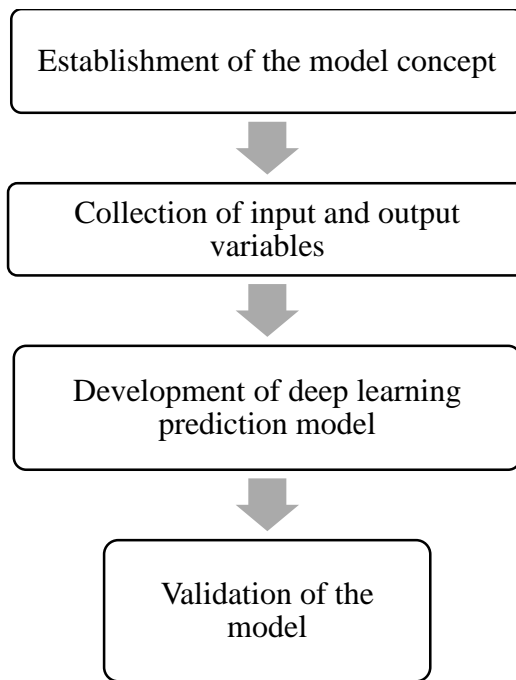 Establishment of the model concept
Collection of input and output
variables
Development of deep learning
prediction model
Validation of the
model